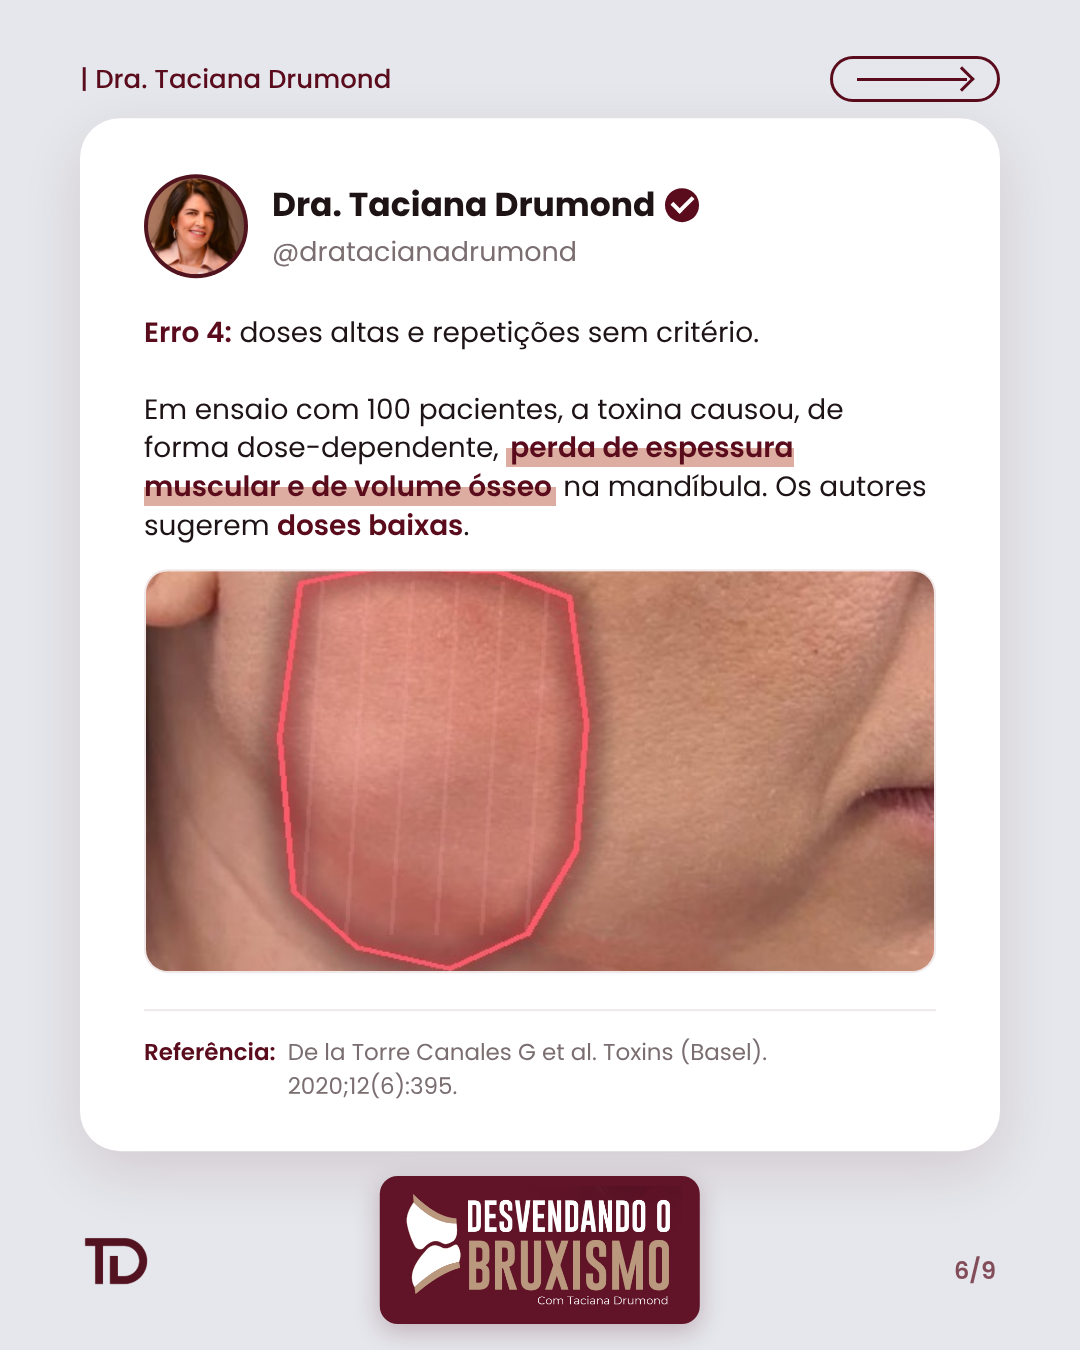 | Dra. Taciana Drumond
Dra. Taciana Drumond
@dratacianadrumond
Erro 4: doses altas e repetições sem critério.
Em ensaio com 100 pacientes, a toxina causou, de
forma dose-dependente, perda de espessura
muscular e de volume ósseo na mandíbula. Os autores
sugerem doses baixas.
Referência: De la Torre Canales G et al. Toxins (Basel).
2020;12(6):395.
TD
DESVENDANDO O
BRUXISMO
Com Taciana Drumond
6/9